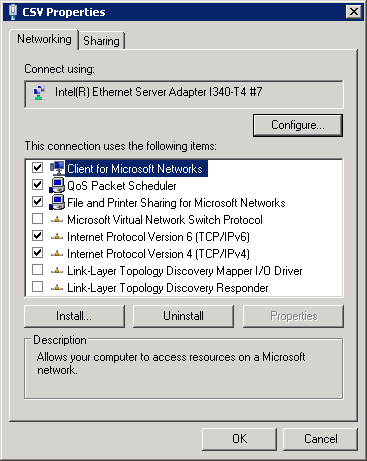 CSV Properties
Networking
Sharing
Connect using:
Intel(R) Ethernet Server Adapter I340-T4 #7
Configure...
This connection uses the following items:
Client for Microsoft Networks
QoS Packet Scheduler
File and Printer Sharing for Microsoft Networks
Microsoft Virtual Network Switch Protocol
Internet Protocol Version 6 (TCP/IPv6)
Internet Protocol Version 4 (TCP/IPv4)
Link-Layer Topology Discovery Mapper I/O Driver
Link-Layer Topology Discovery Responder
Install...
Uninstall
Properties
Description
Allows your computer to access resources on a Microsoft
network.
OK
Cancel